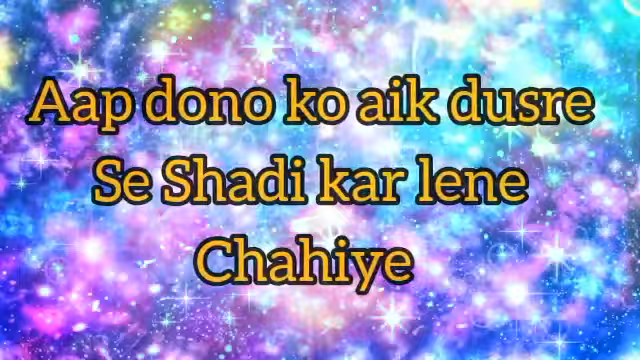 Aap dono ko aik dusre
Se Shadi kar lene
Chahiye